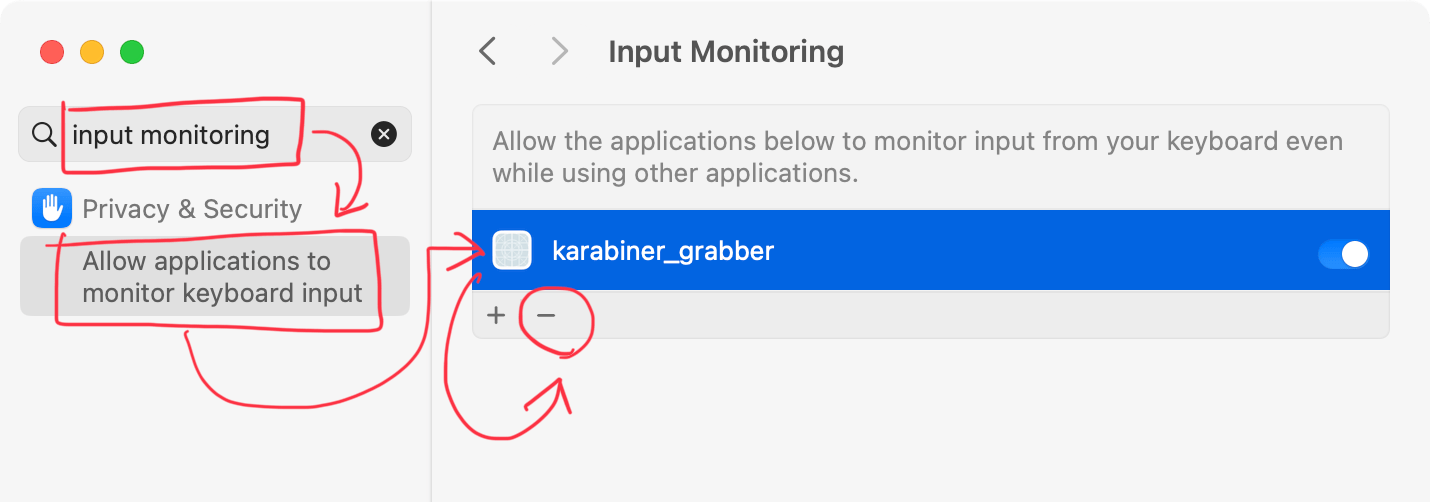 Input Monitoring
input monitoring
Privacy & Security
Allow applications to
monitor keyboard input
Allow the applications below to monitor input from your keyboard even
while using other applications.
karabiner_grabber